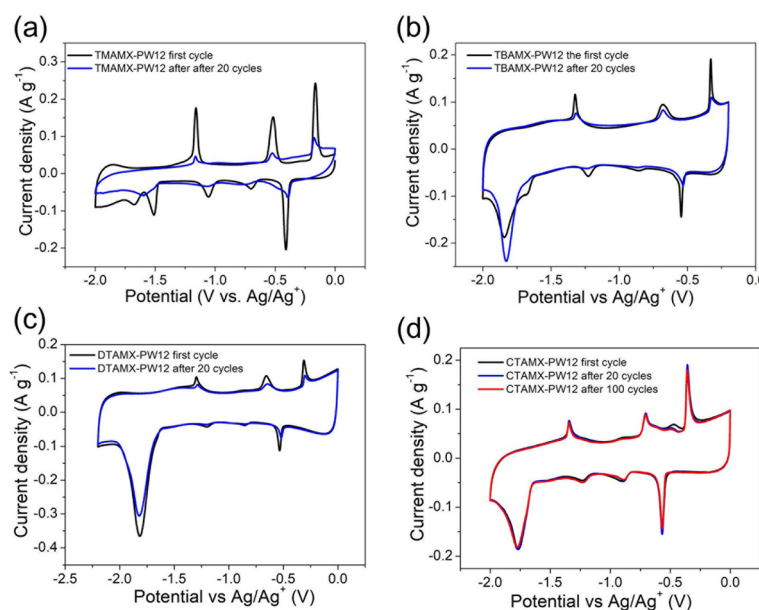 (a)
TMAMX-PW12 first cycle
TMAMX-PW12 after after 20 cycles
Current density (A g⁻¹)
0.4
0.3
0.2
0.1
0.0
-0.1
-0.2
-2.5 -2.0 -1.5 -1.0 -0.5 0.0
Potential (V vs. Ag/Ag⁺)
(b)
TBAMX-PW12 the first cycle
TBAMX-PW12 after 20 cycles
Current density (A g⁻¹)
0.2
0.1
0.0
-0.1
-0.2
-2.0 -1.5 -1.0 -0.5 0.0
Potential vs Ag/Ag⁺ (V)
(c)
DTAMX-PW12 first cycle
DTAMX-PW12 after 20 cycles
Current density (A g⁻¹)
0.2
0.1
0.0
-0.1
-0.2
-0.3
-0.4
-2.5 -2.0 -1.5 -1.0 -0.5 0.0
Potential vs Ag/Ag⁺ (V)
(d)
CTAMX-PW12 first cycle
CTAMX-PW12 after 20 cycles
CTAMX-PW12 after 100 cycles
Current density (A g⁻¹)
0.2
0.1
0.0
-0.1
-0.2
-2.0 -1.5 -1.0 -0.5 0.0
Potential vs Ag/Ag⁺ (V)